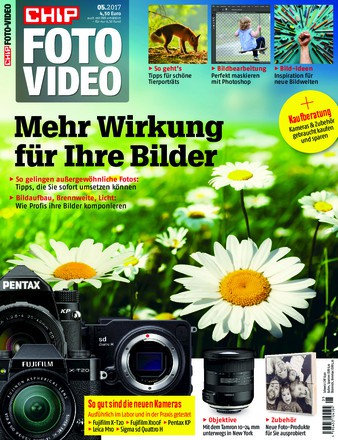 CHIP FOTO-VIDEO
CHIP
FOTO
VIDEO
05.2017
4,50 Euro
So geht's
Tipps für schöne
Tierporträts
Bildbearbeitung
Perfekt maskieren
mit Photoshop
Bild-Ideen
Inspiration für
neue Bildwelten
+
Kaufberatung
Kameras & Zubehör
gebraucht kaufen
und sparen
Mehr Wirkung
für Ihre Bilder
So gelingen außergewöhnliche Fotos:
Tipps, die Sie sofort umsetzen können
Bildaufbau, Brennweite, Licht:
Wie Profis ihre Bilder komponieren
PENTAX
KP
sd
Quattro H
FUJIFILM
X-T20
So gut sind die neuen Kameras
Ausführlich im Labor und in der Praxis getestet
Fujifilm X-T20 Fujifilm X100F Pentax KP
Leica M10 Sigma sd Quattro H
Objektive
Mit dem Tamron 10-24 mm
unterwegs in New York
Zubehör
Neue Foto-Produkte
für Sie ausprobiert